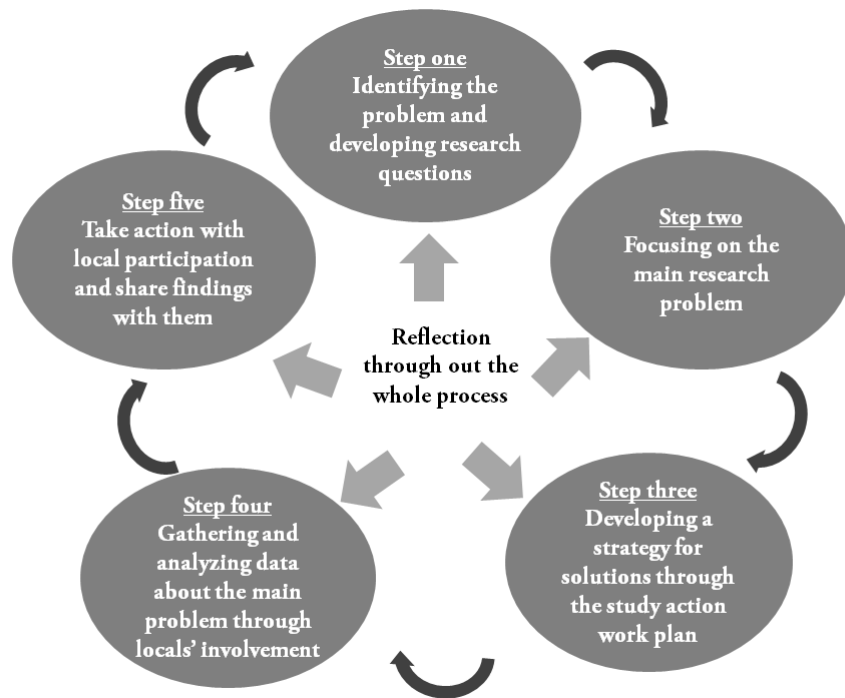 Step one
Identifying the
problem and
developing research
questions
Step two
Focusing on the
main research
problem
Step three
Developing a
strategy for
solutions through
the study action
work plan
Step four
Gathering and
analyzing data
about the main
problem through
locals' involvement
Step five
Take action with
local participation
and share findings
with them
Reflection
through out the
whole process